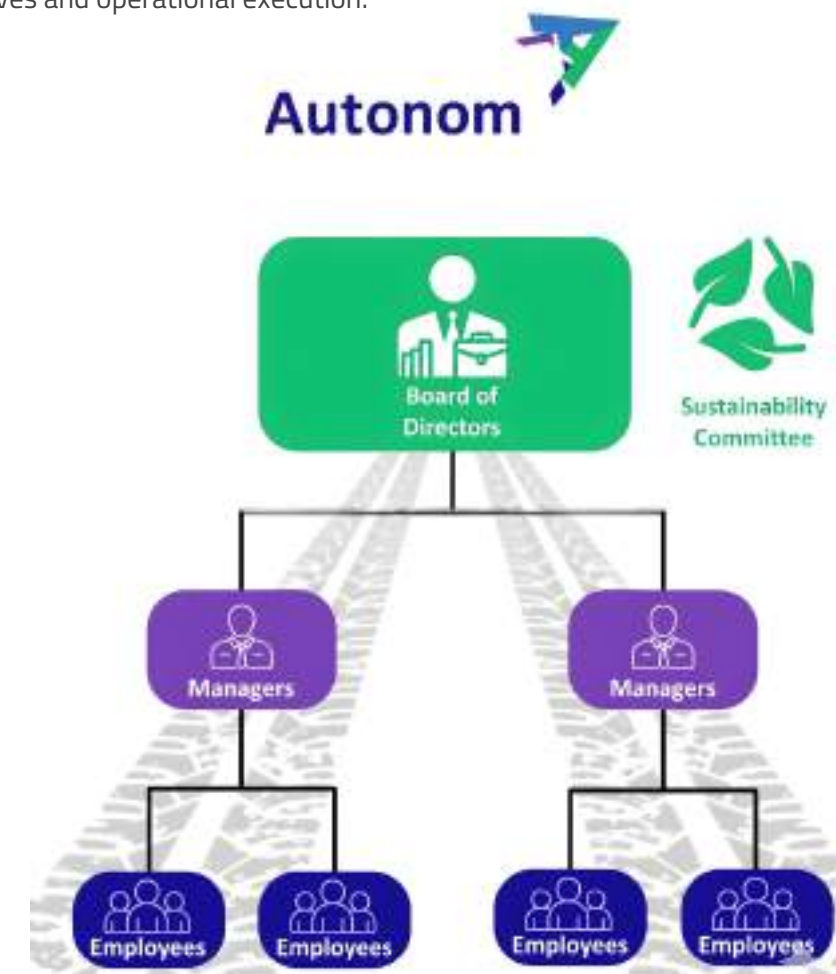 ves and operational execution.
Autonom
Board of
Directors
Sustainability
Committee
Managers
Managers
Employees
Employees
Employees
Employees